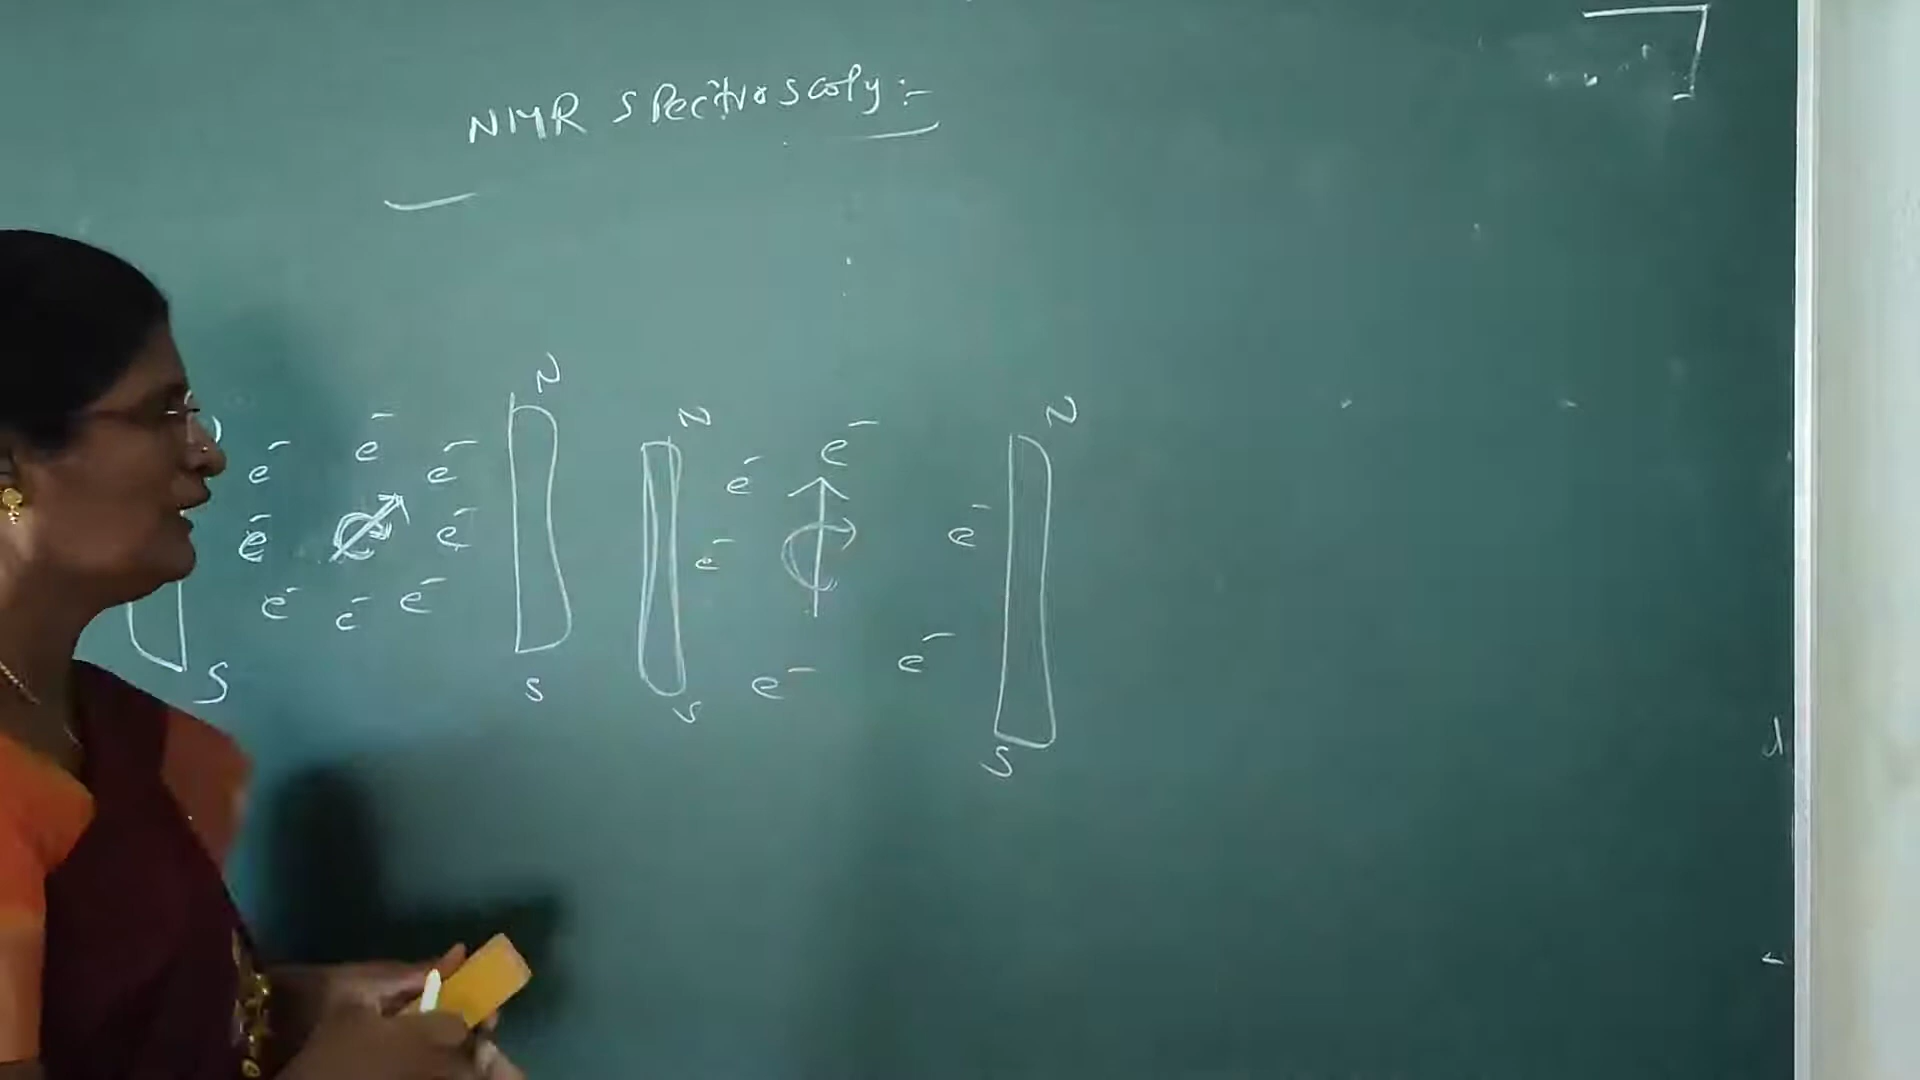 NMR Spectroscopy :-
N
N
N
e⁻ e⁻ e⁻ e⁻ e⁻
e⁻ e⁻ e⁻ e⁻
e⁻ e⁻ e⁻ e⁻
S S S e⁻
S